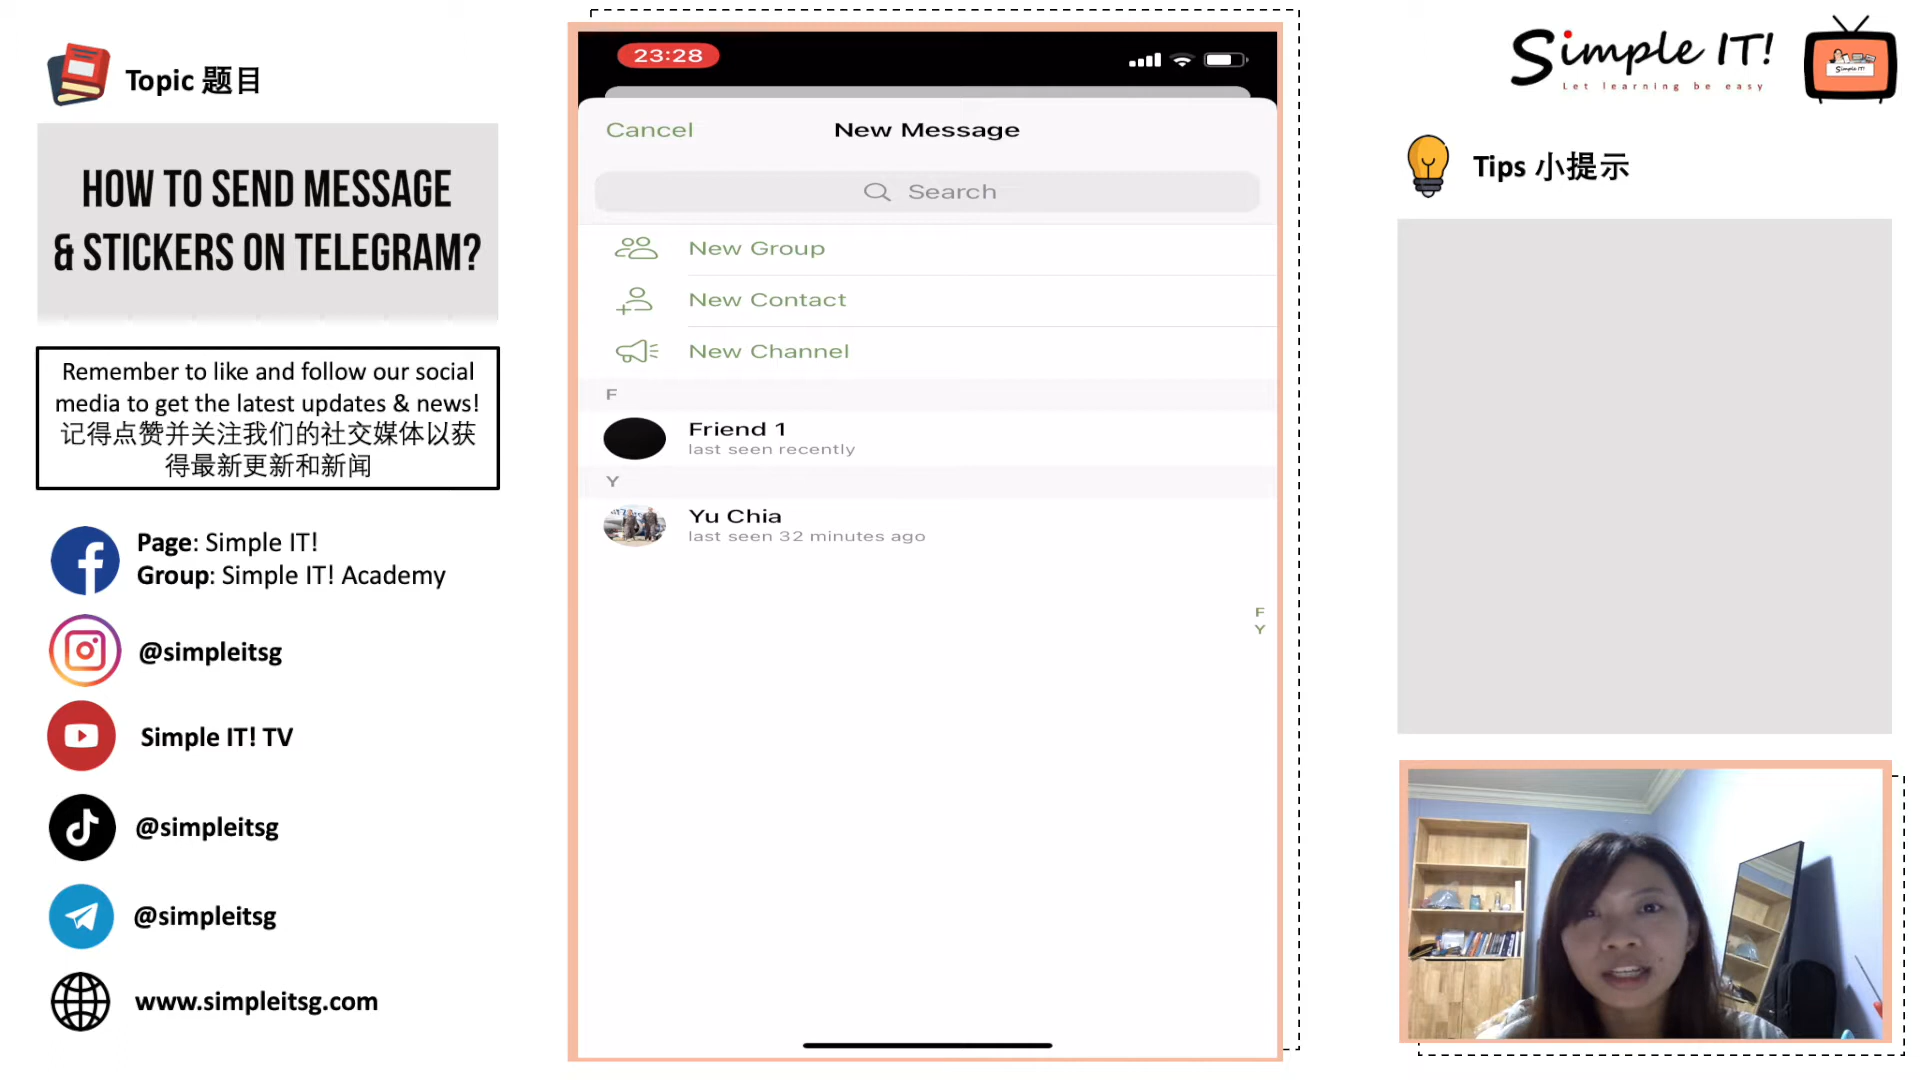 Topic 题目
HOW TO SEND MESSAGE
& STICKERS ON TELEGRAM?
Remember to like and follow our social
media to get the latest updates & news!
记得点赞并关注我们的社交媒体以获
得最新更新和新闻
Page: Simple IT!
Group: Simple IT! Academy
@simpleitsg
Simple IT! TV
@simpleitsg
@simpleitsg
www.simpleitsg.com
23:28
Cancel
New Message
Search
New Group
New Contact
New Channel
F
Friend 1
last seen recently
Y
Yu Chia
last seen 32 minutes ago
F
Y
Simple IT!
Let learning be easy
Simple IT!
Tips 小提示